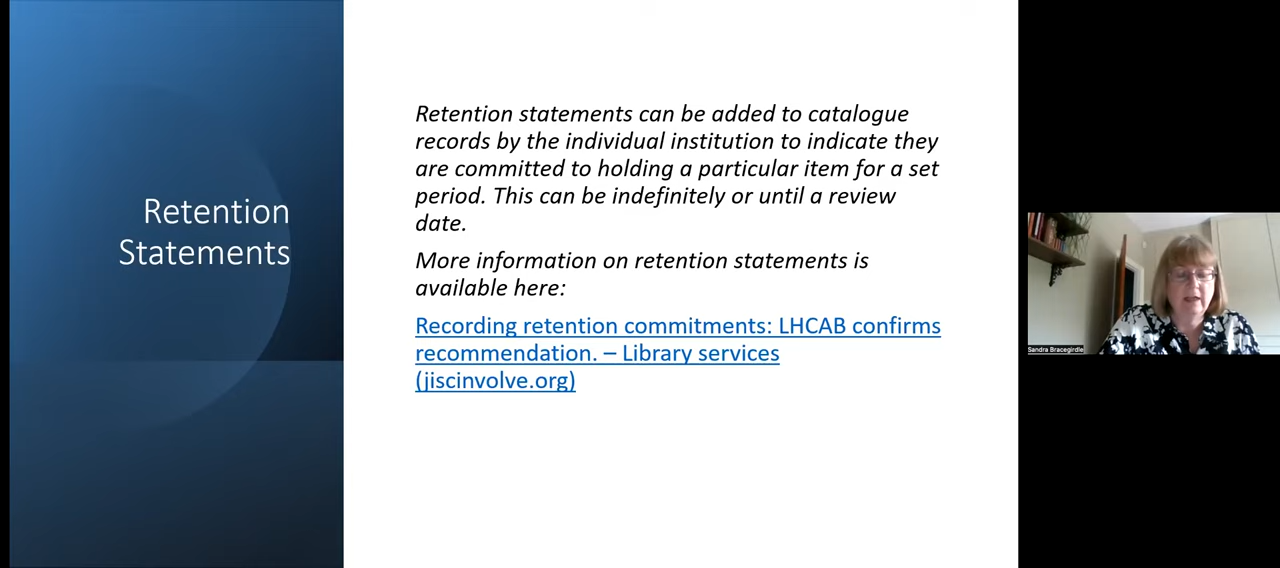 Retention
Statements
Retention statements can be added to catalogue
records by the individual institution to indicate they
are committed to holding a particular item for a set
period. This can be indefinitely or until a review
date.
More information on retention statements is
available here:
Recording retention commitments: LHCAB confirms
recommendation. – Library services
(jiscinvolve.org)
Sandra Bracegirdle